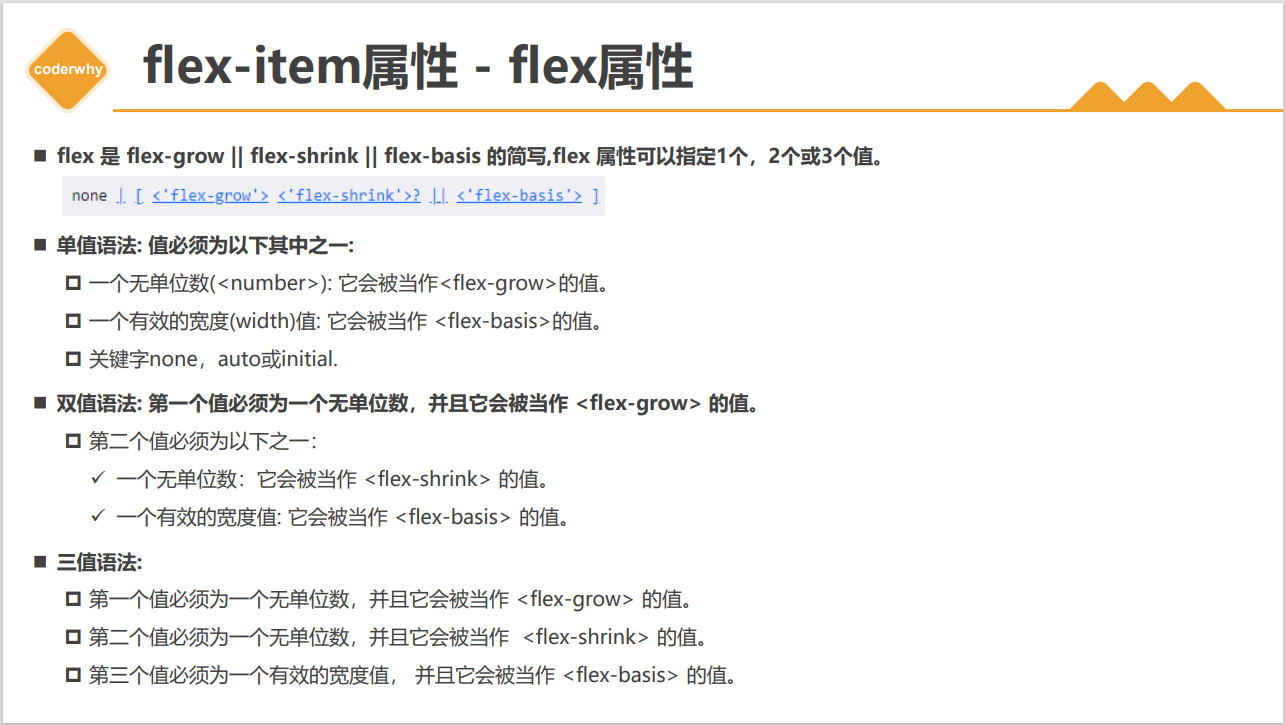 coderwhy
flex-item属性 - flex属性
■ flex 是 flex-grow || flex-shrink || flex-basis 的简写,flex 属性可以指定1个，2个或3个值。
none | [ <'flex-grow'> <'flex-shrink'>? || <'flex-basis'> ]
■ 单值语法: 值必须为以下其中之一:
一个无单位数(<number>): 它会被当作<flex-grow>的值。
一个有效的宽度(width)值: 它会被当作 <flex-basis>的值。
关键字none，auto或initial.
■ 双值语法: 第一个值必须为一个无单位数，并且它会被当作 <flex-grow> 的值。
第二个值必须为以下之一：
✓ 一个无单位数：它会被当作 <flex-shrink> 的值。
✓ 一个有效的宽度值: 它会被当作 <flex-basis> 的值。
■ 三值语法:
第一个值必须为一个无单位数，并且它会被当作 <flex-grow> 的值。
第二个值必须为一个无单位数，并且它会被当作 <flex-shrink> 的值。
第三个值必须为一个有效的宽度值， 并且它会被当作 <flex-basis> 的值。